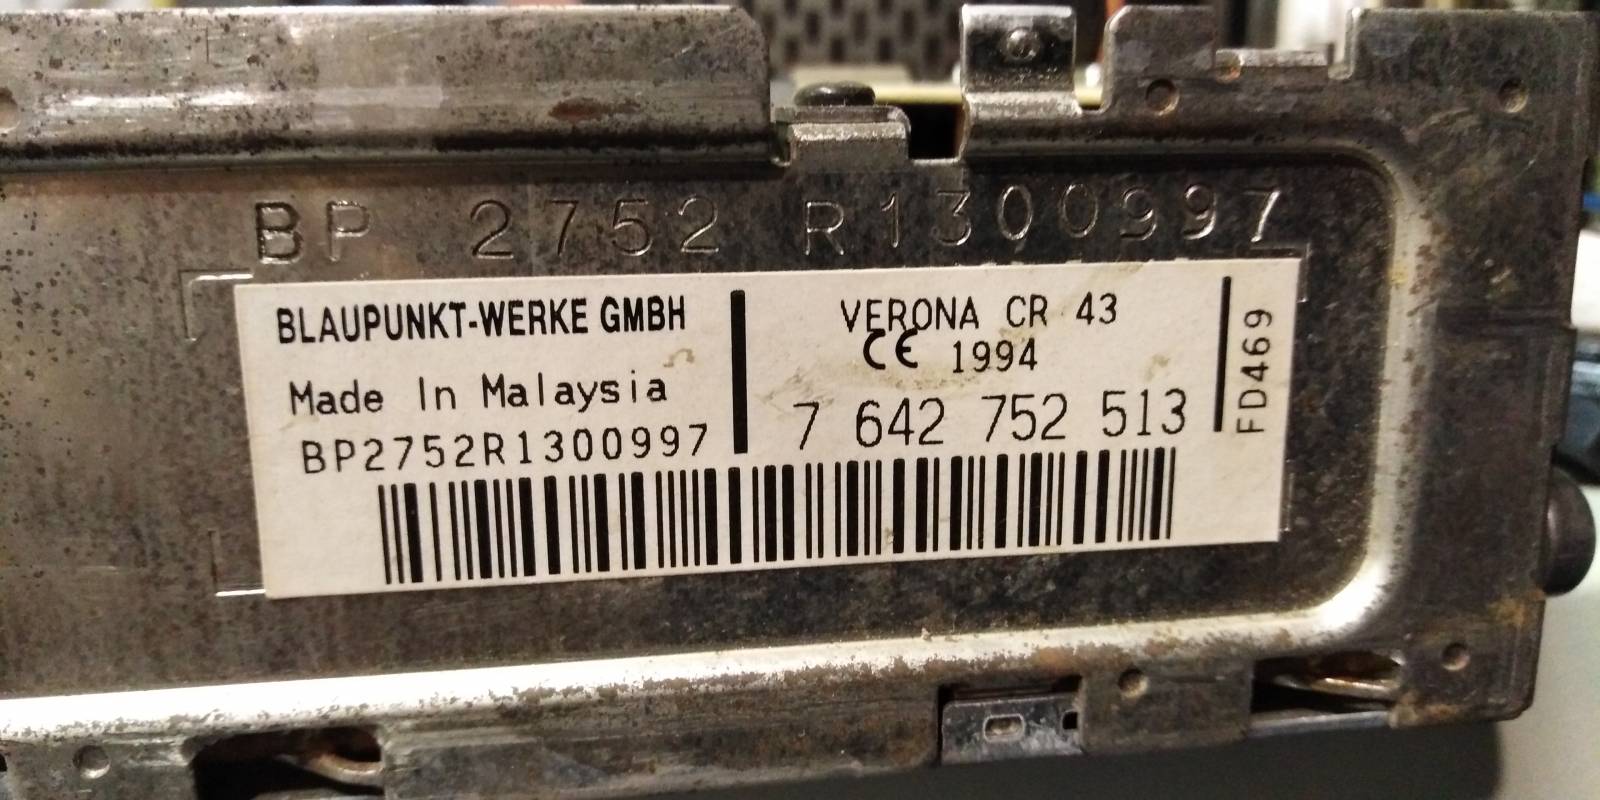 BP 2752 R1300997
BLAUPUNKT-WERKE GMBH
Made In Malaysia
BP2752R1300997
VERONA CR 43
CE 1994
7 642 752 513
FD469